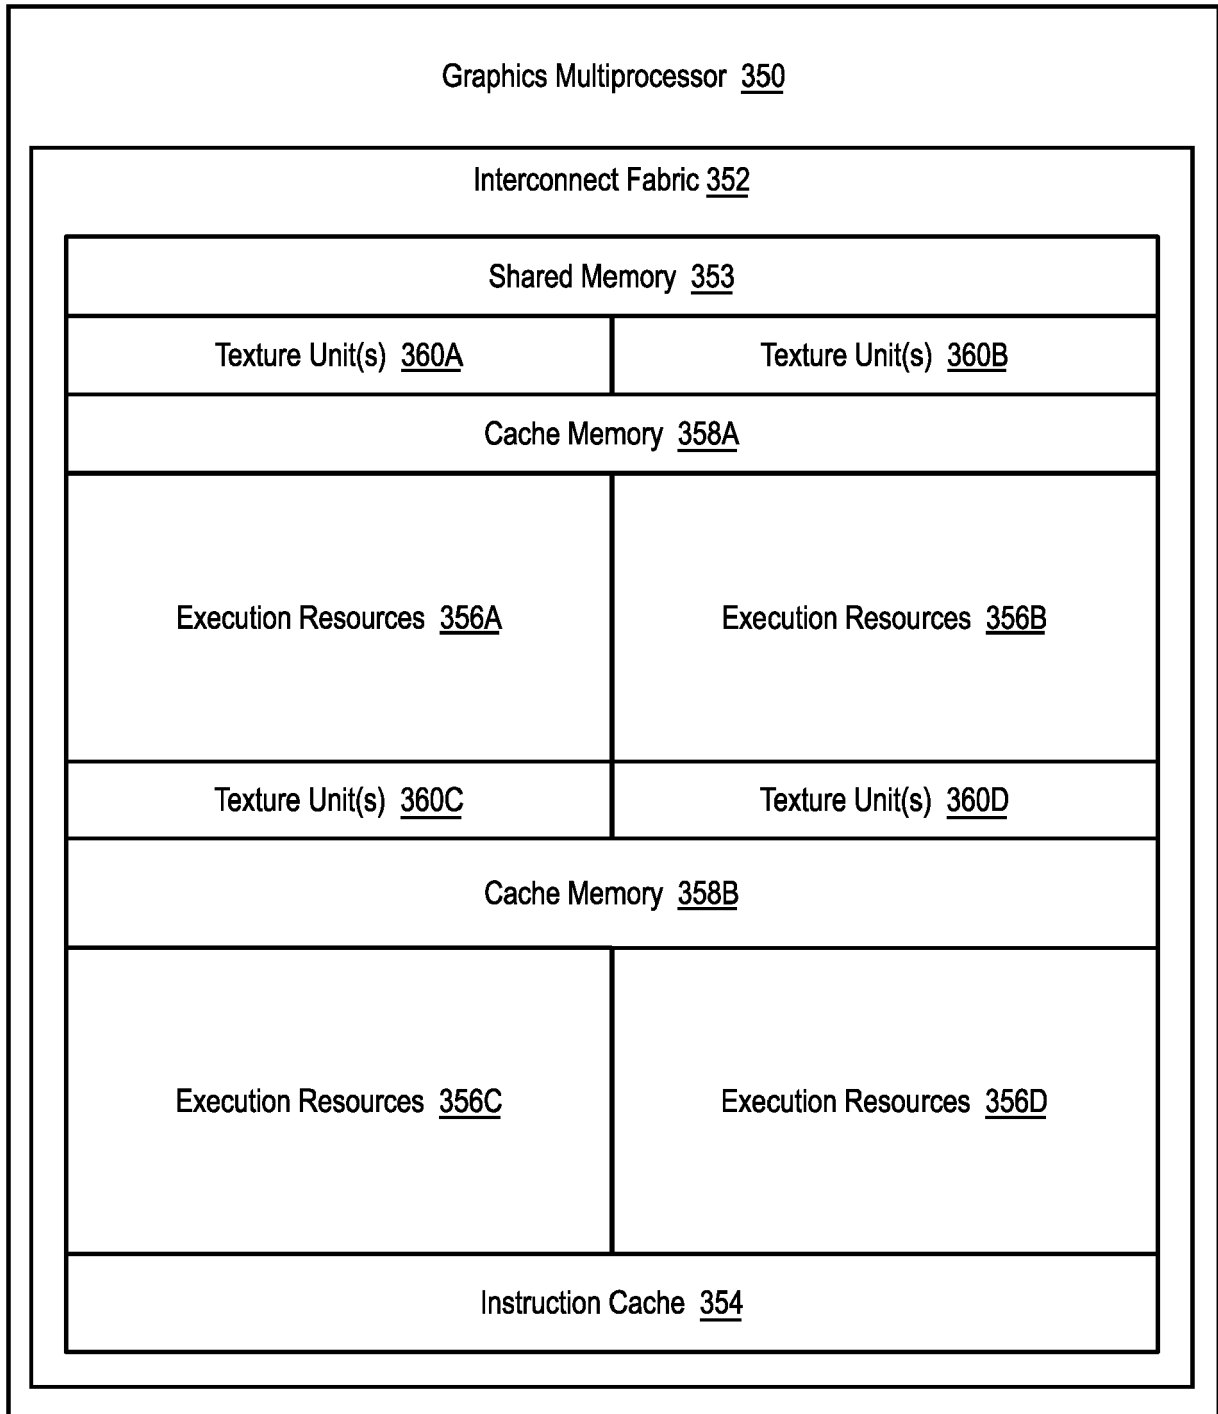 Graphics Multiprocessor 350
Interconnect Fabric 352
Shared Memory 353
Texture Unit(s) 360A
Texture Unit(s) 360B
Cache Memory 358A
Execution Resources 356A
Execution Resources 356B
Texture Unit(s) 360C
Texture Unit(s) 360D
Cache Memory 358B
Execution Resources 356C
Execution Resources 356D
Instruction Cache 354